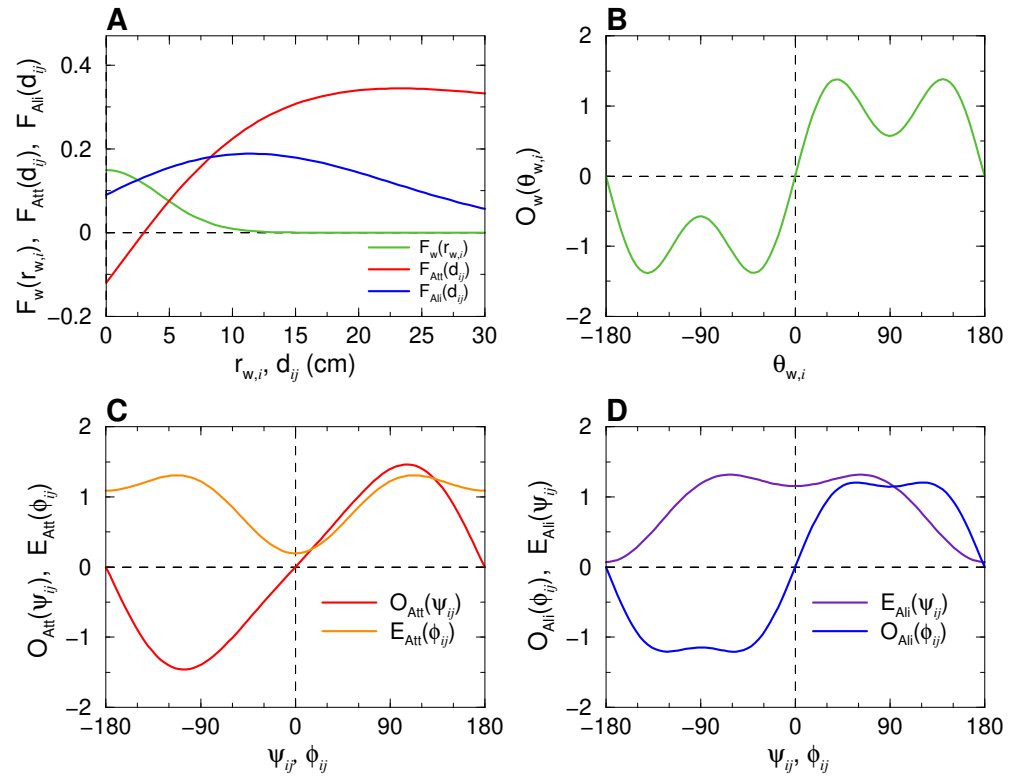 A
F_w(r_w,i), F_Att(d_ij), F_Ali(d_ij)
0.4
0.2
0
−0.2
F_w(r_w,i)
F_Att(d_ij)
F_Ali(d_ij)
0 5 10 15 20 25 30
r_w,i, d_ij (cm)
B
O_w(θ_w,i)
2
1
0
−1
−2
−180 −90 0 90 180
θ_w,i
C
O_Att(ψ_ij), E_Att(ϕ_ij)
2
1
0
−1
−2
O_Att(ψ_ij)
E_Att(ϕ_ij)
−180 −90 0 90 180
ψ_ij, ϕ_ij
D
O_Ali(ϕ_ij), E_Ali(ψ_ij)
2
1
0
−1
−2
E_Ali(ψ_ij)
O_Ali(ϕ_ij)
−180 −90 0 90 180
ψ_ij, ϕ_ij